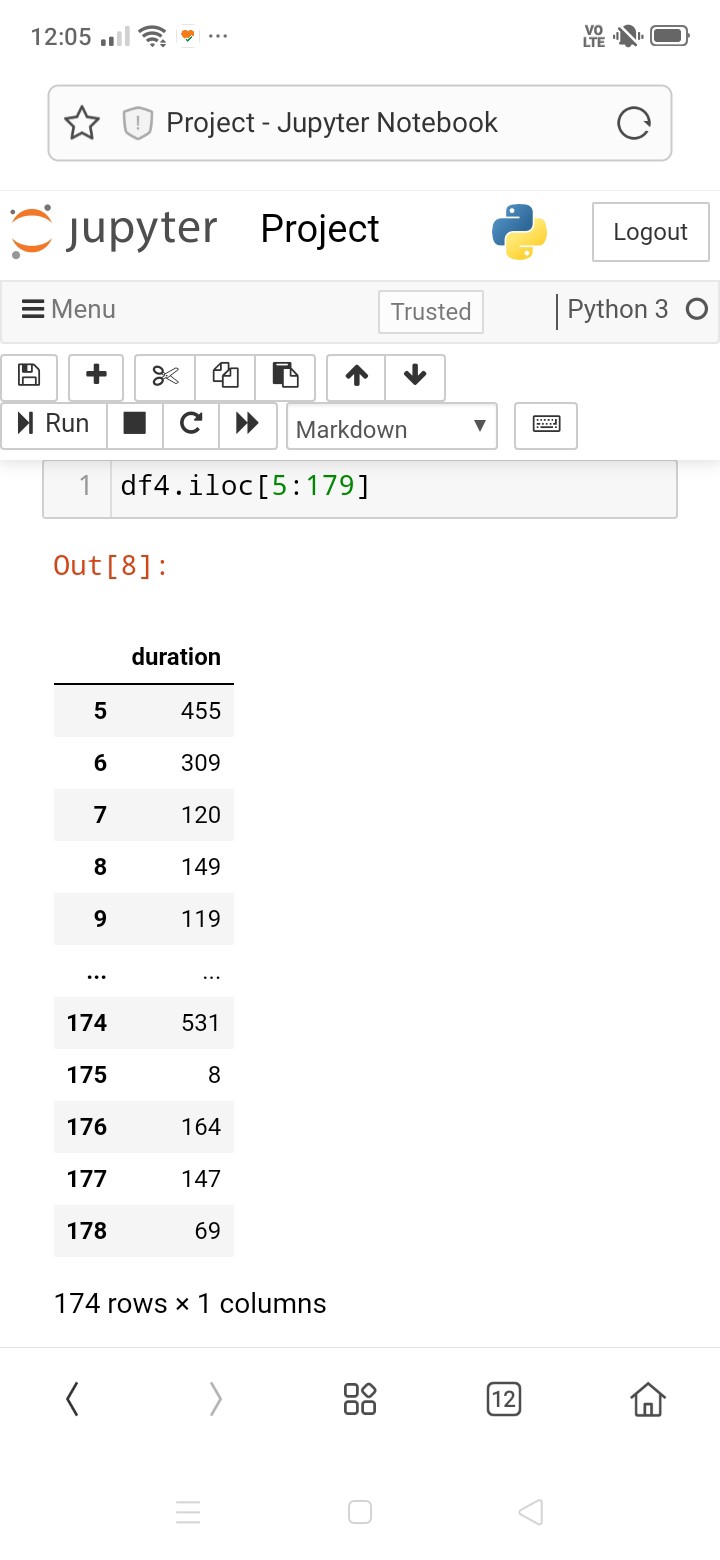 12:05 ... VO LTE
Project - Jupyter Notebook
jupyter Project Logout
Menu Trusted Python 3
Run Markdown
1 df4.iloc[5:179]
Out[8]:
duration
5 455
6 309
7 120
8 149
9 119
... ...
174 531
175 8
176 164
177 147
178 69
174 rows × 1 columns
12